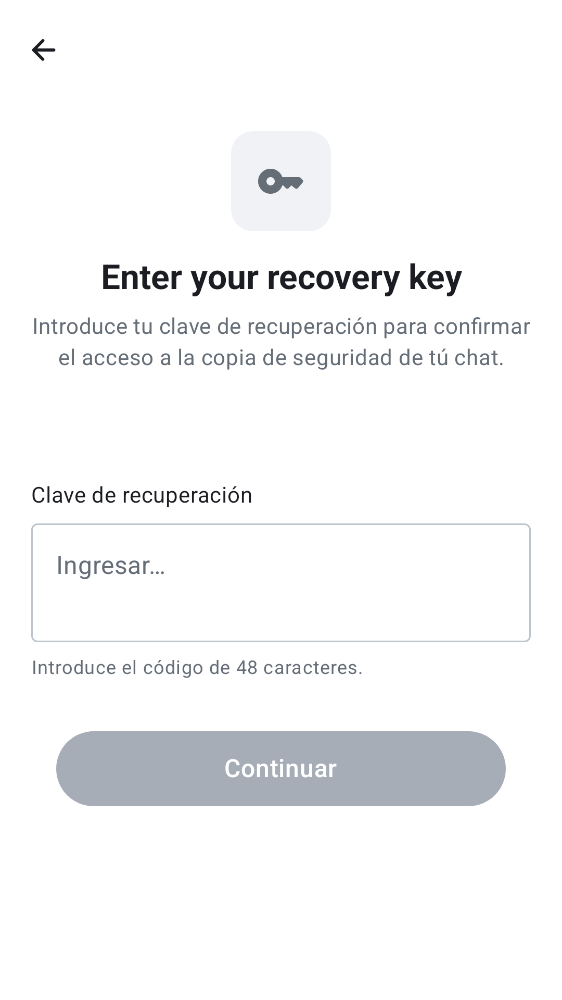 Enter your recovery key
Introduce tu clave de recuperación para confirmar
el acceso a la copia de seguridad de tú chat.
Clave de recuperación
Ingresar…
Introduce el código de 48 caracteres.
Continuar